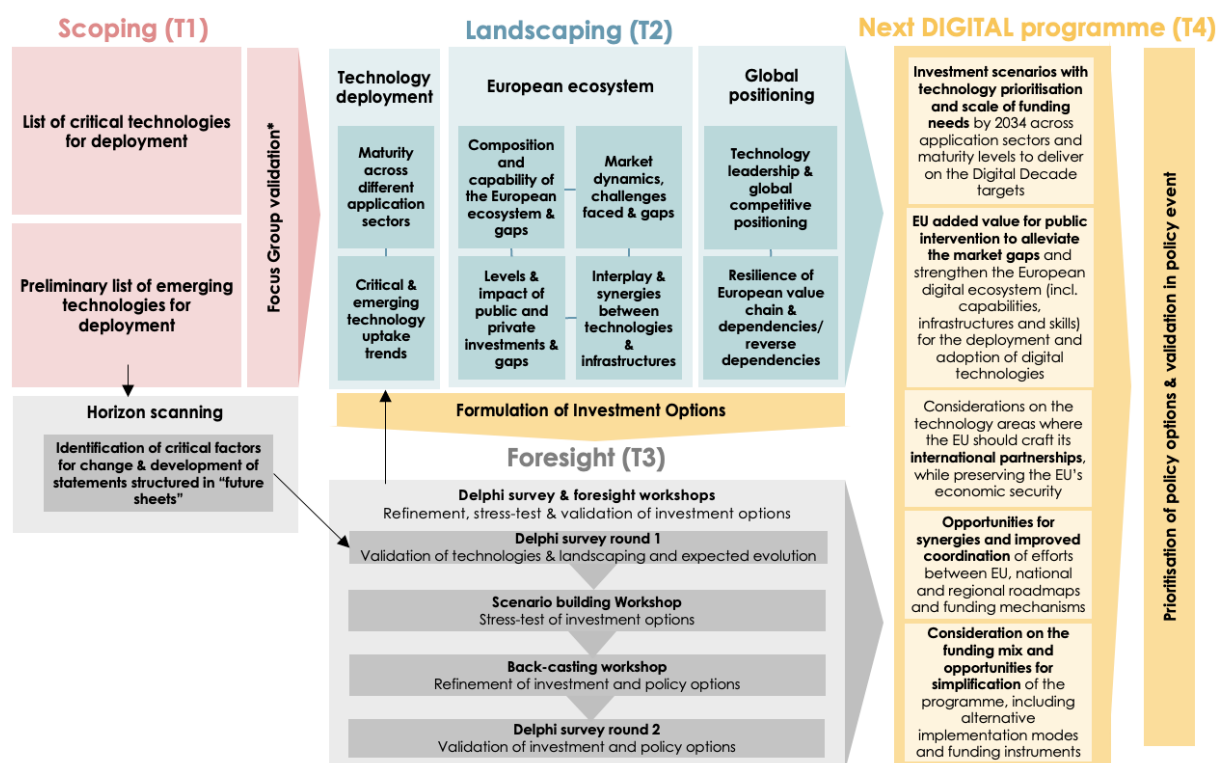 Scoping (T1)
List of critical technologies
for deployment
Preliminary list of emerging
technologies for
deployment
Focus Group validation*
Horizon scanning
Identification of critical factors
for change & development of
statements structured in “future
sheets”
Landscaping (T2)
Technology
deployment
Maturity
across
different
application
sectors
Critical &
emerging
technology
uptake
trends
European ecosystem
Composition
and
capability of
the European
ecosystem &
gaps
Market
dynamics,
challenges
faced & gaps
Levels &
impact of
public and
private
investments &
gaps
Interplay &
synergies
between
technologies
&
infrastructures
Global
positioning
Technology
leadership &
global
competitive
positioning
Resilience of
European value
chain &
dependencies/
reverse
dependencies
Formulation of Investment Options
Foresight (T3)
Delphi survey & foresight workshops
Refinement, stress-test & validation of investment options
Delphi survey round 1
Validation of technologies & landscaping and expected evolution
Scenario building Workshop
Stress-test of investment options
Back-casting workshop
Refinement of investment and policy options
Delphi survey round 2
Validation of investment and policy options
Next DIGITAL programme (T4)
Investment scenarios with
technology prioritisation
and scale of funding
needs by 2034 across
application sectors and
maturity levels to deliver
on the Digital Decade
targets
EU added value for public
intervention to alleviate
the market gaps and
strengthen the European
digital ecosystem (incl.
capabilities,
infrastructures and skills)
for the deployment and
adoption of digital
technologies
Considerations on the
technology areas where
the EU should craft its
international partnerships,
while preserving the EU’s
economic security
Opportunities for
synergies and improved
coordination of efforts
between EU, national
and regional roadmaps
and funding mechanisms
Consideration on the
funding mix and
opportunities for
simplification of the
programme, including
alternative
implementation modes
and funding instruments
Prioritisation of policy options & validation in policy event